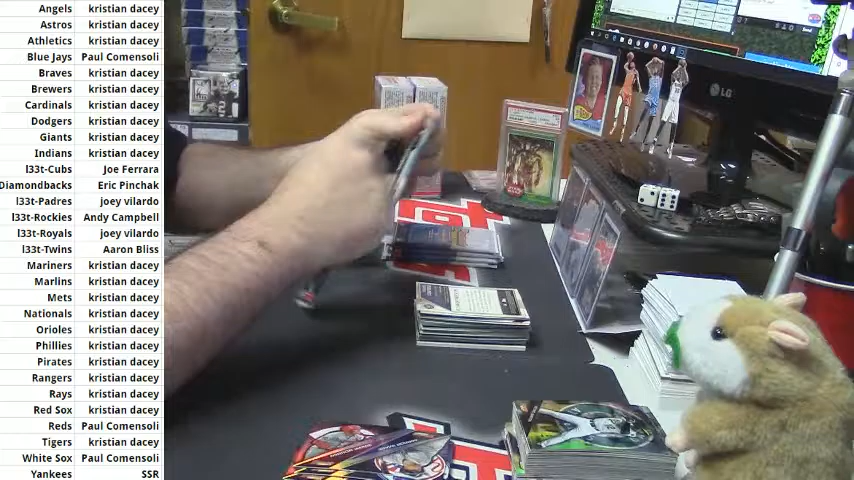 Angels kristian dacey
Astros kristian dacey
Athletics kristian dacey
Blue Jays Paul Comensoli
Braves kristian dacey
Brewers kristian dacey
Cardinals kristian dacey
Dodgers kristian dacey
Giants kristian dacey
Indians kristian dacey
l33t-Cubs Joe Ferrara
Diamondbacks Eric Pinchak
l33t-Padres joey vilardo
l33t-Rockies Andy Campbell
l33t-Royals joey vilardo
l33t-Twins Aaron Bliss
Mariners kristian dacey
Marlins kristian dacey
Mets kristian dacey
Nationals kristian dacey
Orioles kristian dacey
Phillies kristian dacey
Pirates kristian dacey
Rangers kristian dacey
Rays kristian dacey
Red Sox kristian dacey
Reds Paul Comensoli
Tigers kristian dacey
White Sox Paul Comensoli
Yankees SSR
LG